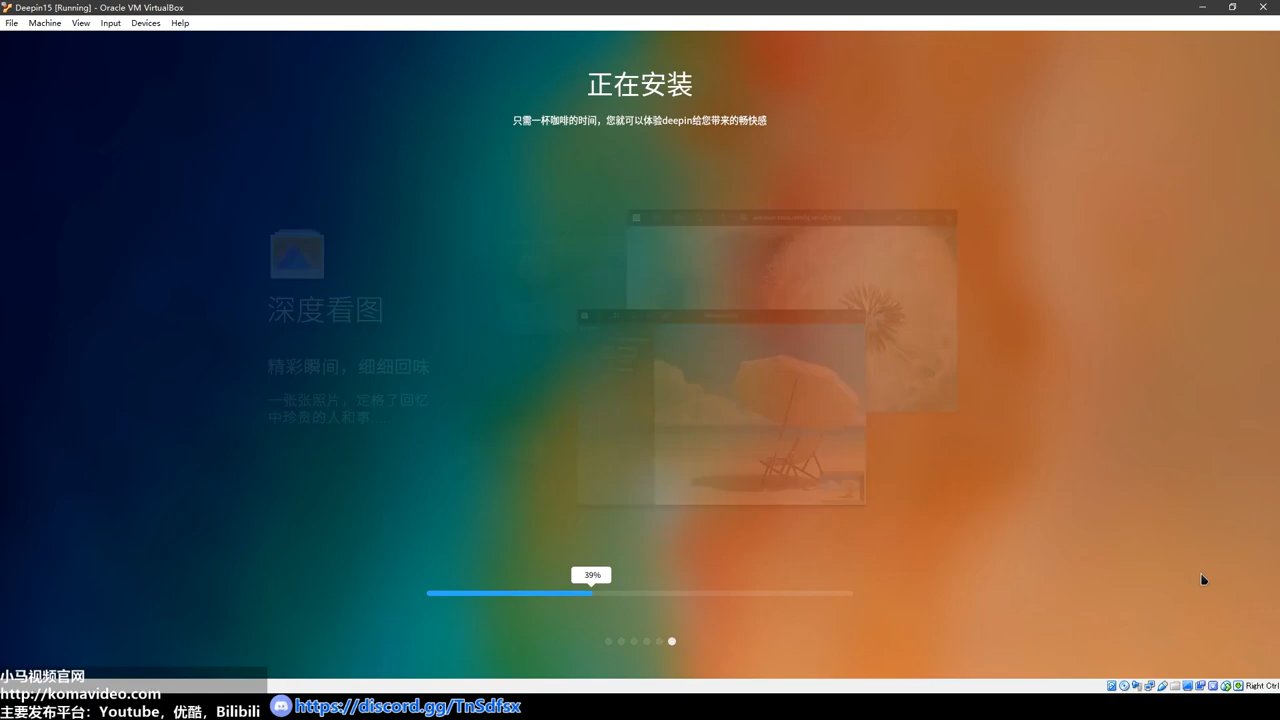 Deepin15 [Running] - Oracle VM VirtualBox
File Machine View Input Devices Help
正在安装
只需一杯咖啡的时间，您就可以体验deepin给您带来的畅快感
深度看图
精彩瞬间，细细回味
一张张照片，定格了回忆
中珍贵的人和事……
39%
Right Ctrl
小马视频官网
http://komavideo.com
主要发布平台：Youtube，优酷，Bilibili
https://discord.gg/TnSdfsx